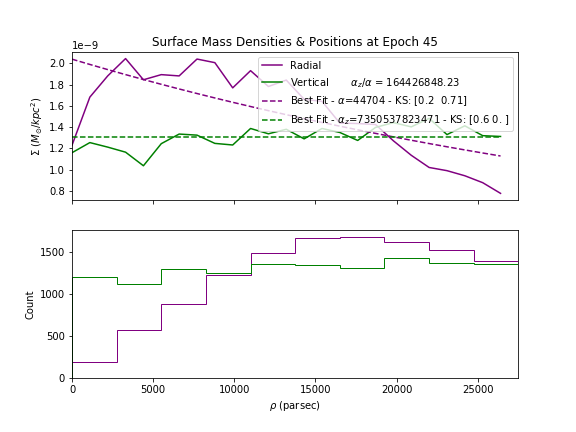 Surface Mass Densities & Positions at Epoch 45
1e−9
2.0
1.8
1.6
1.4
1.2
1.0
0.8
Σ (M⊙/kpc²)
Radial
Vertical α_z/α = 164426848.23
Best Fit - α=44704 - KS: [0.2 0.71]
Best Fit - α_z=7350537823471 - KS: [0.6 0. ]
1500
1000
500
0
Count
0 5000 10000 15000 20000 25000
ρ (parsec)